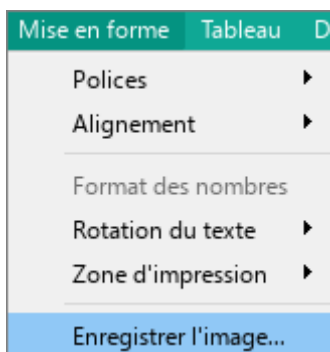 Mise en forme Tableau D
Polices
Alignement
Format des nombres
Rotation du texte
Zone d'impression
Enregistrer l'image...